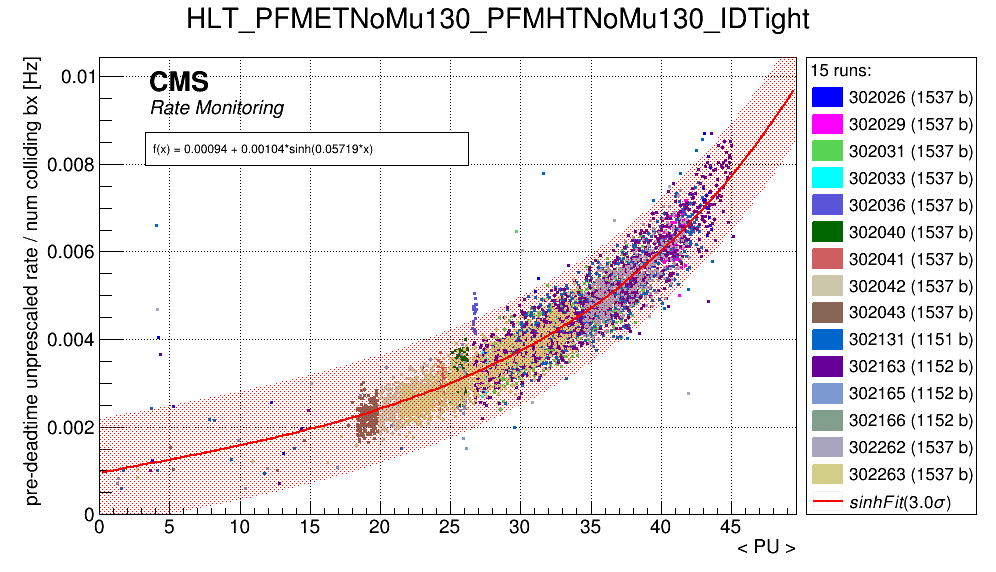 HLT_PFMETNoMu130_PFMHTNoMu130_IDTight
pre-deadtime unprescaled rate / num colliding bx [Hz]
0.01
0.008
0.006
0.004
0.002
0
CMS
Rate Monitoring
f(x) = 0.00094 + 0.00104*sinh(0.05719*x)
0 5 10 15 20 25 30 35 40 45
< PU >
15 runs:
302026 (1537 b)
302029 (1537 b)
302031 (1537 b)
302033 (1537 b)
302036 (1537 b)
302040 (1537 b)
302041 (1537 b)
302042 (1537 b)
302043 (1537 b)
302131 (1151 b)
302163 (1152 b)
302165 (1152 b)
302166 (1152 b)
302262 (1537 b)
302263 (1537 b)
sinhFit(3.0σ)